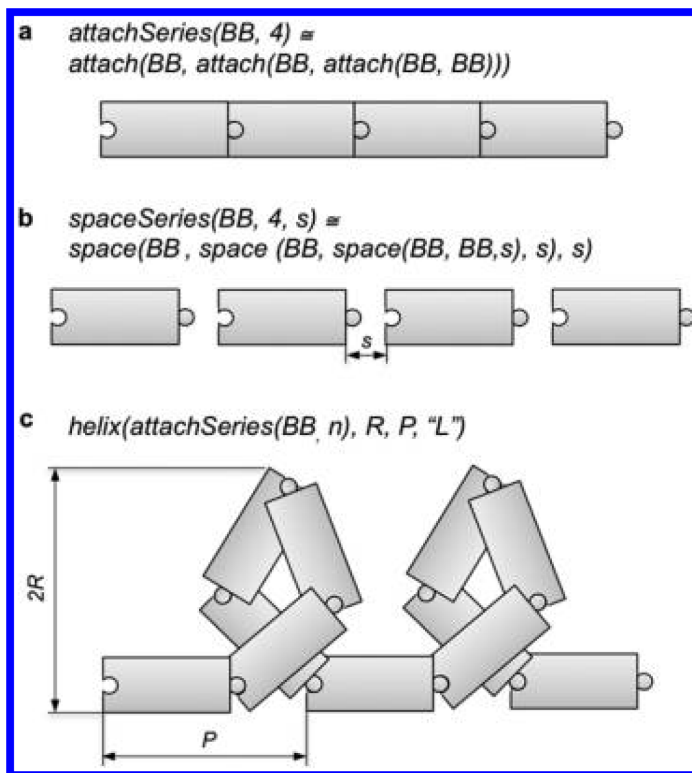 a attachSeries(BB, 4) ≅
attach(BB, attach(BB, attach(BB, BB)))
b spaceSeries(BB, 4, s) ≅
space(BB , space (BB, space(BB, BB,s), s), s)
s
c helix(attachSeries(BB, n), R, P, “L”)
2R
P